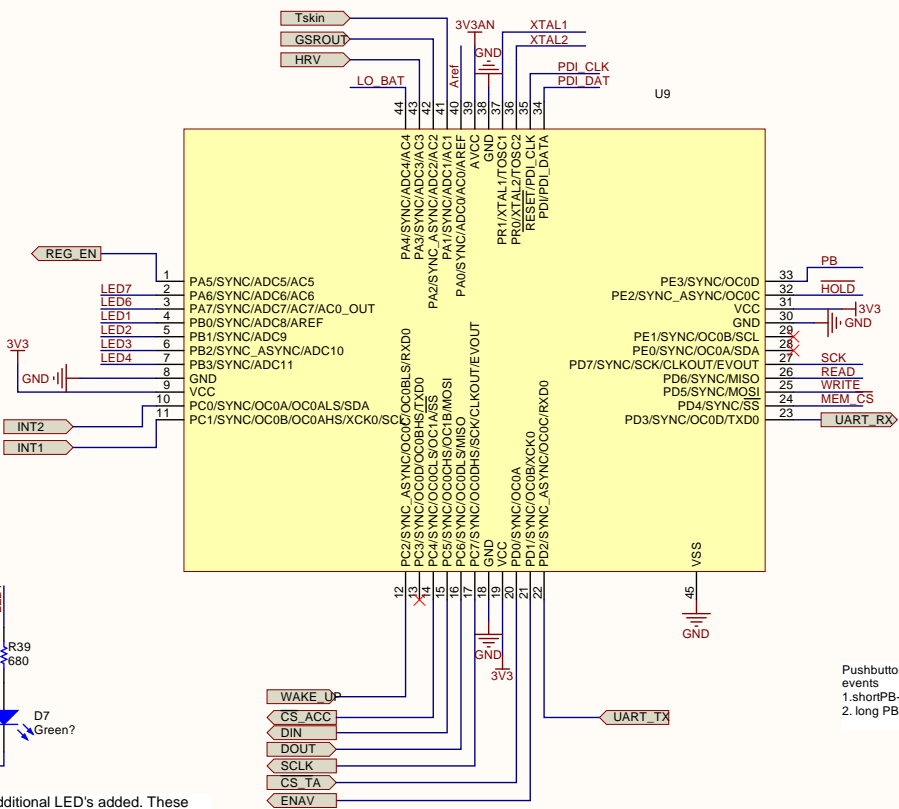 Tskin
GSROUT
HRV
LO_BAT
Aref
3V3AN
GND
XTAL1
XTAL2
PDI_CLK
PDI_DAT
U9
44
43
42
41
40
39
38
37
36
35
34
PA4/SYNC/ADC4/AC4
PA3/SYNC/ADC3/AC3
PA2/SYNC_ASYNC/ADC2/AC2
PA1/SYNC/ADC1/AC1
PA0/SYNC/ADC0/AC0/AREF
AVCC
GND
PR1/XTAL1/TOSC1
PR0/XTAL2/TOSC2
RESET/PDI_CLK
PDI/PDI_DATA
REG_EN
1 PA5/SYNC/ADC5/AC5
LED7 2 PA6/SYNC/ADC6/AC6
LED6 3 PA7/SYNC/ADC7/AC7/AC0_OUT
LED1 4 PB0/SYNC/ADC8/AREF
LED2 5 PB1/SYNC/ADC9
LED3 6 PB2/SYNC_ASYNC/ADC10
LED4 7 PB3/SYNC/ADC11
3V3
GND 8 GND
9 VCC
10 PC0/SYNC/OC0A/OC0ALS/SDA
11 PC1/SYNC/OC0B/OC0AHS/XCK0/SCL
INT2
INT1
PE3/SYNC/OC0D 33 PB
PE2/SYNC_ASYNC/OC0C 32 HOLD
VCC 31 3V3
GND 30 GND
PE1/SYNC/OC0B/SCL 29
PE0/SYNC/OC0A/SDA 28
PD7/SYNC/SCK/CLKOUT/EVOUT 27 SCK
PD6/SYNC/MISO 26 READ
PD5/SYNC/MOSI 25 WRITE
PD4/SYNC/SS 24 MEM_CS
PD3/SYNC/OC0D/TXD0 23 UART_RX
PC2/SYNC_ASYNC/OC0C/OC0BLS/RXD0
PC3/SYNC/OC0D/OC0BHS/TXD0
PC4/SYNC/OC0CLS/OC1A/SS
PC5/SYNC/OC0CHS/OC1B/MOSI
PC6/SYNC/OC0DLS/MISO
PC7/SYNC/OC0DHS/SCK/CLKOUT/EVOUT
GND
VCC
PD0/SYNC/OC0A
PD1/SYNC/OC0B/XCK0
PD2/SYNC_ASYNC/OC0C/RXD0
VSS
12
13
14
15
16
17
18
19
20
21
22
45
GND
GND
3V3
R39
680
D7
Green?
WAKE_UP
CS_ACC
DIN
DOUT
SCLK
CS_TA
ENAV
UART_TX
events
1.shortPB-
2. long PB
LED's added. These